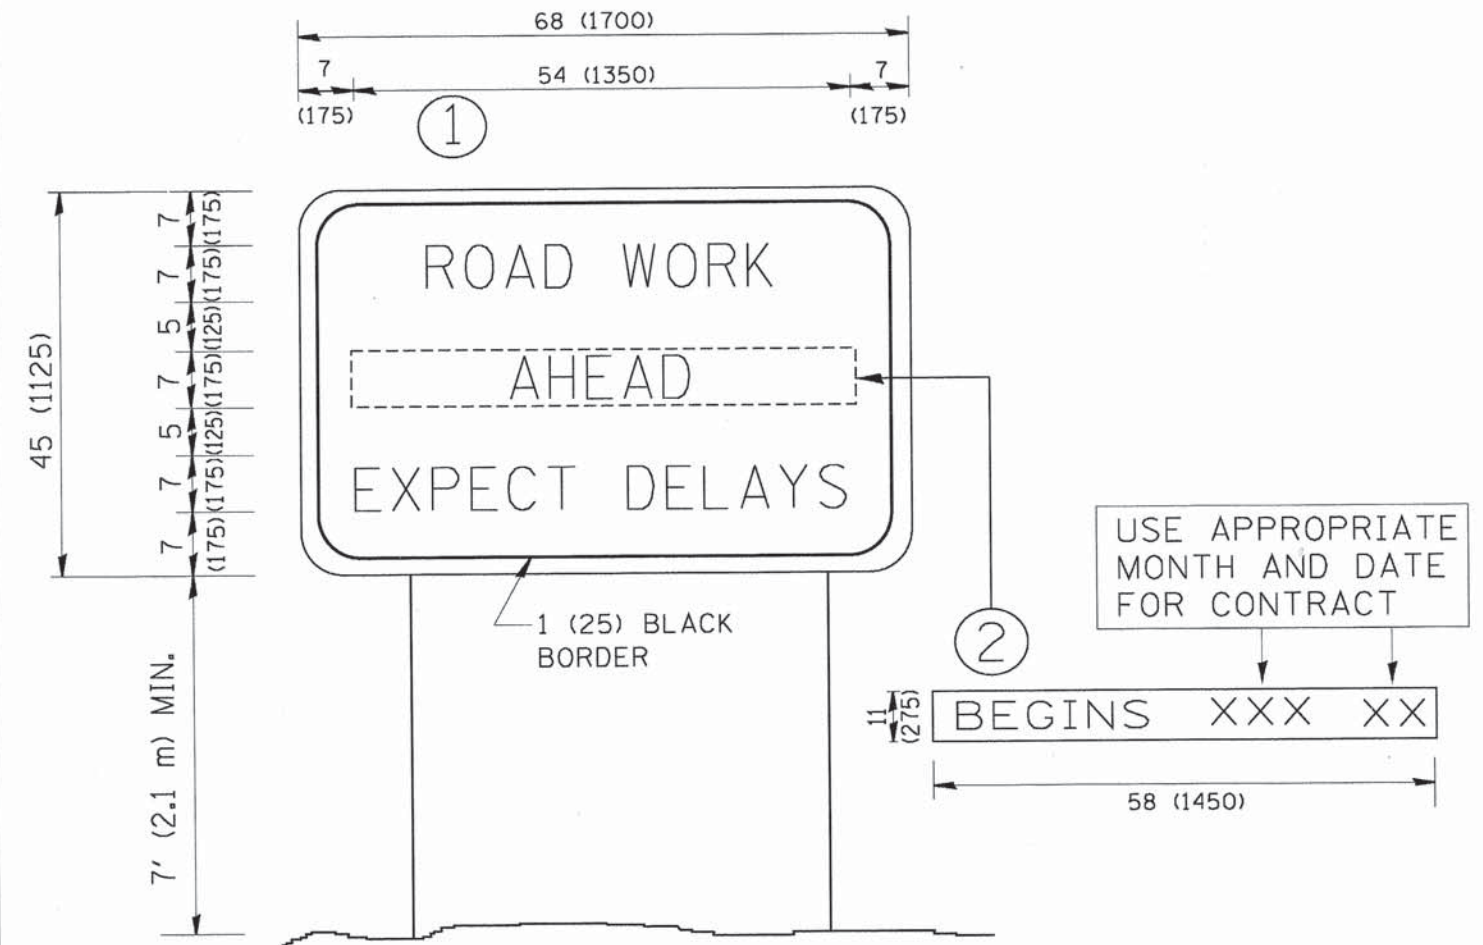 68 (1700)
7
54 (1350)
7
(175)
(175)
1
45 (1125)
7
(175)
7
(175)
5
(125)
7
(175)
5
(125)
7
(175)
7
(175)
ROAD WORK
AHEAD
EXPECT DELAYS
1 (25) BLACK
BORDER
7' (2.1 m) MIN.
USE APPROPRIATE
MONTH AND DATE
FOR CONTRACT
2
11
(275)
BEGINS XXX XX
58 (1450)